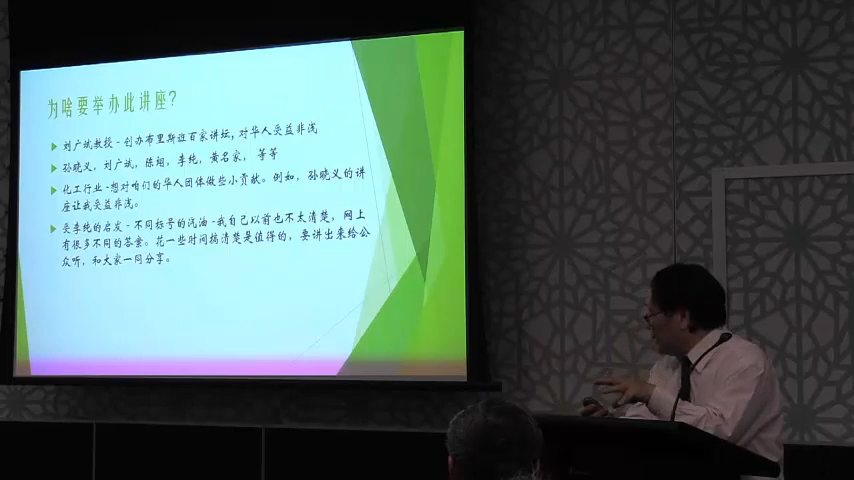 为啥要举办此讲座?
刘广斌教授 - 创办布里斯班百家讲坛, 对华人受益非浅
孙晓义, 刘广斌, 陈翊, 李纯, 黄名家, 等等
化工行业 - 想对咱们的华人团体做些小贡献。例如, 孙晓义的讲
座让我受益非浅。
受李纯的启发 - 不同标号的汽油 - 我自己以前也不太清楚, 网上
有很多不同的答案。花一些时间搞清楚是值得的, 要讲出来给公
众听, 和大家一同分享。